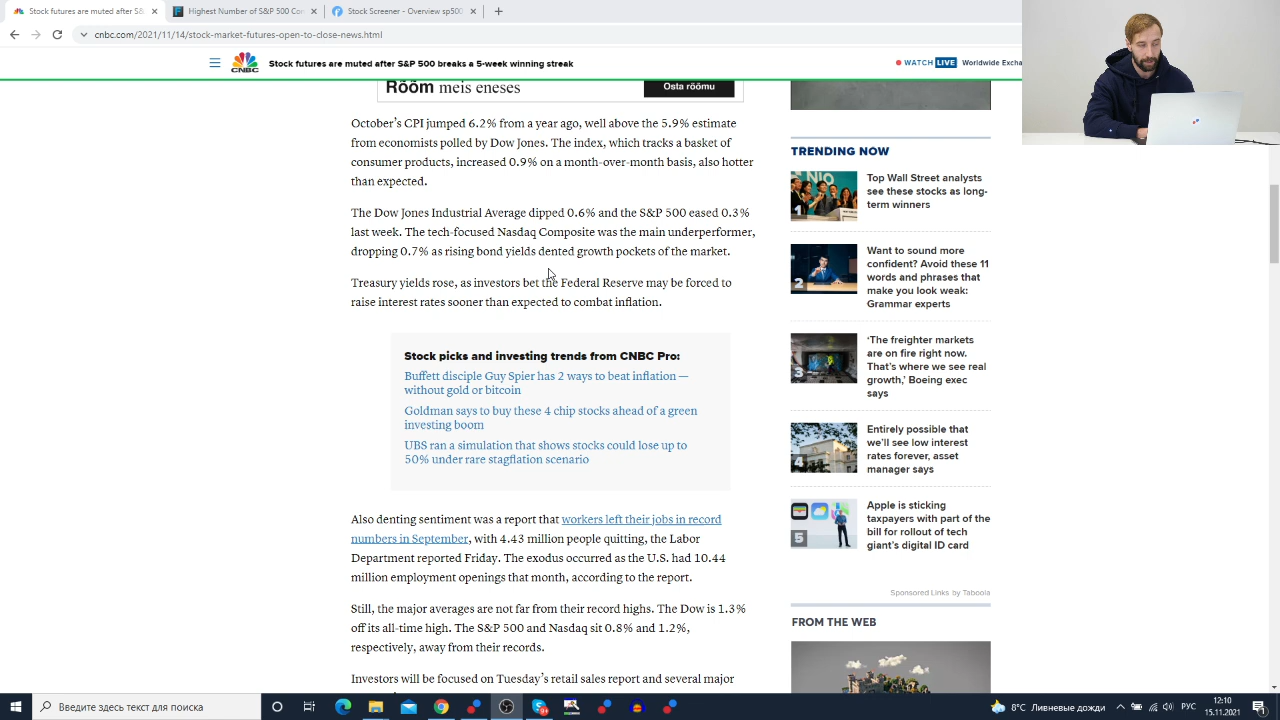 Stock futures are muted after S&P 5
Highest Number of S&P 500 Co
Stock Screener - Overview sp500
cnbc.com/2021/11/14/stock-market-futures-open-to-close-news.html
CNBC
Stock futures are muted after S&P 500 breaks a 5-week winning streak
WATCH LIVE
Worldwide Excha
Rõõm meis eneses
Osta rõõmu
October's CPI jumped 6.2% from a year ago, well above the 5.9% estimate
from economists polled by Dow Jones. The index, which tracks a basket of
consumer products, increased 0.9% on a month-over-month basis, also hotter
than expected.
The Dow Jones Industrial Average dipped 0.6% and the S&P 500 eased 0.3%
last week. The tech-focused Nasdaq Composite was the main underperformer,
dropping 0.7% as rising bond yields dented growth pockets of the market.
Treasury yields rose, as investors bet the Federal Reserve may be forced to
raise interest rates sooner than expected to combat inflation.
Stock picks and investing trends from CNBC Pro:
Buffett disciple Guy Spier has 2 ways to beat inflation —
without gold or bitcoin
Goldman says to buy these 4 chip stocks ahead of a green
investing boom
UBS ran a simulation that shows stocks could lose up to
50% under rare stagflation scenario
Also denting sentiment was a report that workers left their jobs in record
numbers in September, with 4.43 million people quitting, the Labor
Department reported Friday. The exodus occurred as the U.S. had 10.44
million employment openings that month, according to the report.
Still, the major averages are not far from their record highs. The Dow is 1.3%
off its all-time high. The S&P 500 and Nasdaq sit 0.8% and 1.2%,
respectively, away from their records.
Investors will be focused on Tuesday's retail sales report and several major
TRENDING NOW
NIO
1
Top Wall Street analysts
see these stocks as long-
term winners
2
Want to sound more
confident? Avoid these 11
words and phrases that
make you look weak:
Grammar experts
3
'The freighter markets
are on fire right now.
That's where we see real
growth,' Boeing exec
says
4
Entirely possible that
we'll see low interest
rates forever, asset
manager says
5
Apple is sticking
taxpayers with part of the
bill for rollout of tech
giant's digital ID card
Sponsored Links by Taboola
FROM THE WEB
Введите здесь текст для поиска
8°C Ливневые дожди
РУС
12:10
15.11.2021